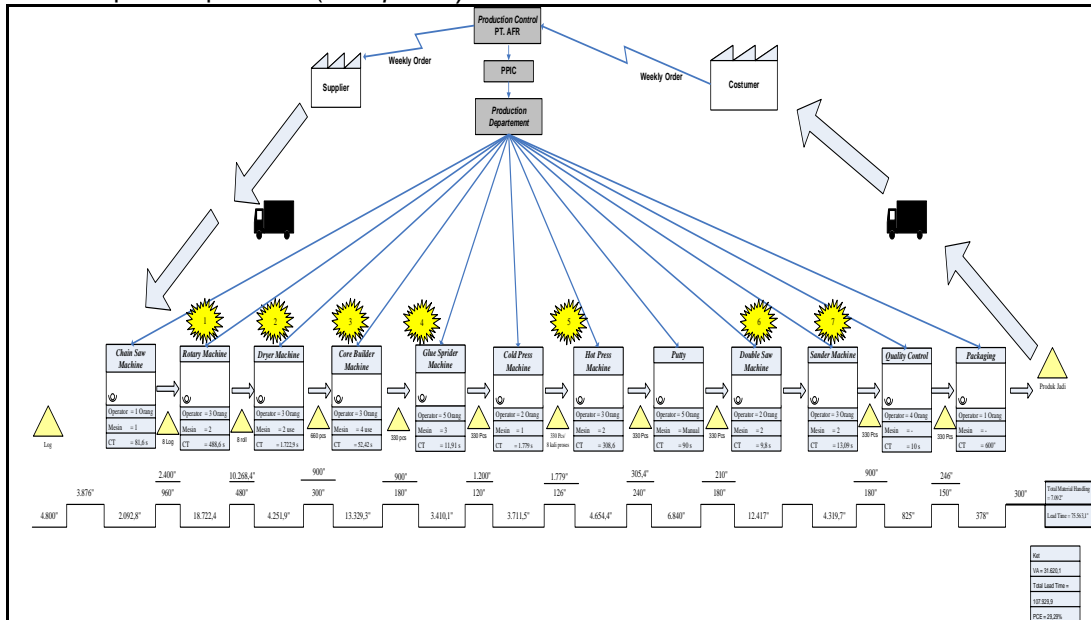 Production Control
PT. AFR
Weekly Order
Weekly Order
PPIC
Supplier
Costumer
Production
Departement
1
2
3
4
5
6
7
Chain Saw
Machine
Operator = 1 Orang
Mesin = 1
CT = 81,6 s
Rotary Machine
Operator = 3 Orang
Mesin = 2
CT = 488,6 s
Dryer Machine
Operator = 3 Orang
Mesin = 2 use
CT = 1.722,9 s
Core Builder
Machine
Operator = 3 Orang
Mesin = 4 use
CT = 52,42 s
Glue Sprider
Machine
Operator = 5 Orang
Mesin = 3
CT = 11,91 s
Cold Press
Machine
Operator = 2 Orang
Mesin = 1
CT = 1.779 s
Hot Press
Machine
Operator = 3 Orang
Mesin = 2
CT = 308,6
Putty
Operator = 5 Orang
Mesin = Manual
CT = 90 s
Double Saw
Machine
Operator = 2 Orang
Mesin = 2
CT = 9,8 s
Sander Machine
Operator = 3 Orang
Mesin = 2
CT = 13,09 s
Quality Control
Operator = 4 Orang
Mesin = -
CT = 10 s
Packaging
Operator = 1 Orang
Mesin = -
CT = 600"
Produk Jadi
Log
8 Log
8 roll
660 pcs
330 pcs
330 Pcs
330 Pcs/
330 Pcs
330 Pcs
330 Pcs
330 Pcs
2.400" 10.268,4" 900" 900" 1.200" 1.779" 305,4" 210" 900" 246"
3.876" 960" 480" 300" 180" 120" 126" 240" 180" 180" 150" 300"
4.800" 2.092,8" 18.722,4 4.251,9" 13.329,3" 3.410,1" 3.711,5" 4.654,4" 6.840" 12.417" 4.319,7" 825" 378"
Total Material Handling
= 7.092"
Lead Time = 75.563,1"
Ket
VA = 31.620,1
Total Lead Time =
107.929,9
PCE = 29,29%